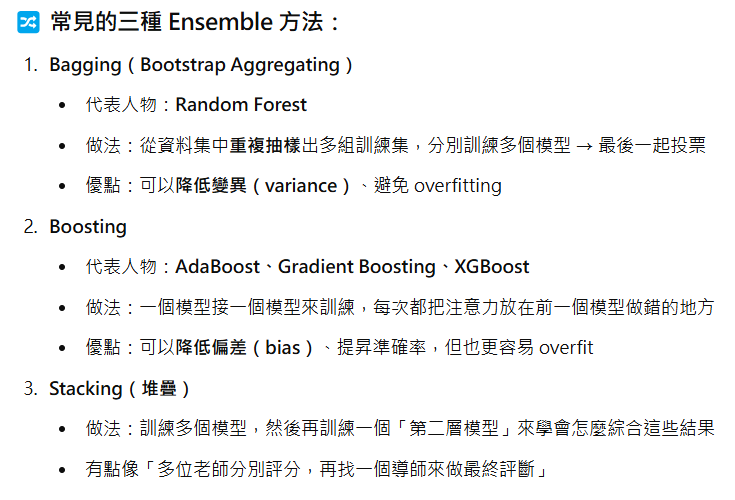 🔀 常見的三種 Ensemble 方法：
1. Bagging（Bootstrap Aggregating）
• 代表人物：Random Forest
• 做法：從資料集中重複抽樣出多組訓練集，分別訓練多個模型 → 最後一起投票
• 優點：可以降低變異（variance）、避免 overfitting
2. Boosting
• 代表人物：AdaBoost、Gradient Boosting、XGBoost
• 做法：一個模型接一個模型來訓練，每次都把注意力放在前一個模型做錯的地方
• 優點：可以降低偏差（bias）、提昇準確率，但也更容易 overfit
3. Stacking（堆疊）
• 做法：訓練多個模型，然後再訓練一個「第二層模型」來學會怎麼綜合這些結果
• 有點像「多位老師分別評分，再找一個導師來做最終評斷」